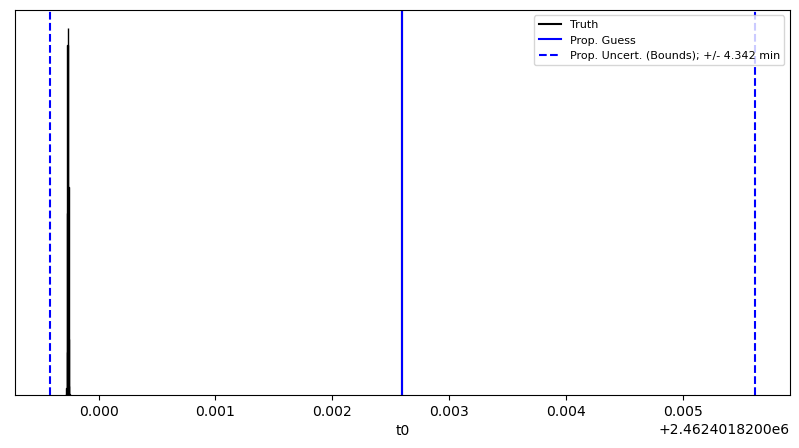 Truth
Prop. Guess
Prop. Uncert. (Bounds); +/- 4.342 min
0.000 0.001 0.002 0.003 0.004 0.005
t0
+2.4624018200e6